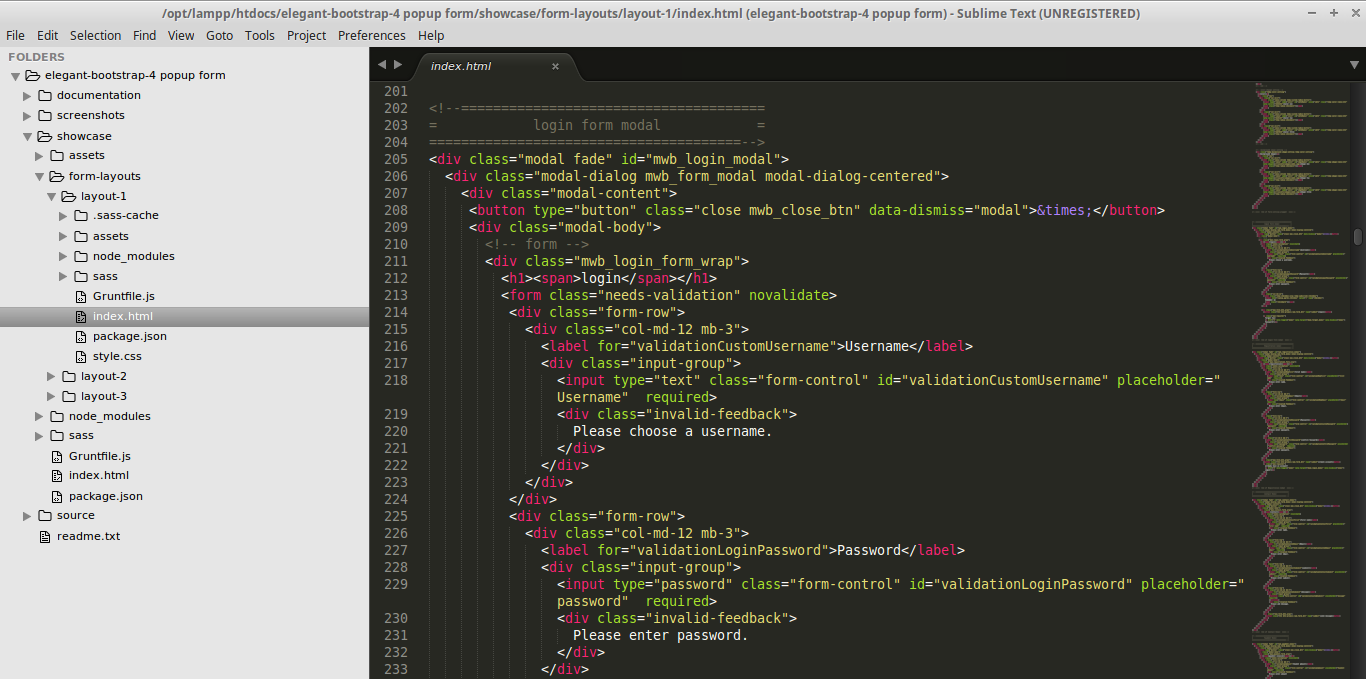 /opt/lampp/htdocs/elegant-bootstrap-4 popup form/showcase/form-layouts/layout-1/index.html (elegant-bootstrap-4 popup form) - Sublime Text (UNREGISTERED)
File Edit Selection Find View Goto Tools Project Preferences Help
FOLDERS
elegant-bootstrap-4 popup form
documentation
screenshots
showcase
assets
form-layouts
layout-1
.sass-cache
assets
node_modules
sass
Gruntfile.js
index.html
package.json
style.css
layout-2
layout-3
node_modules
sass
Gruntfile.js
index.html
package.json
source
readme.txt
index.html ×
201
202 <!--======================================
203 =            login form modal            =
204 =======================================-->
205 <div class="modal fade" id="mwb_login_modal">
206 <div class="modal-dialog mwb_form_modal modal-dialog-centered">
207 <div class="modal-content">
208 <button type="button" class="close mwb_close_btn" data-dismiss="modal">&times;</button>
209 <div class="modal-body">
210 <!-- form -->
211 <div class="mwb_login_form_wrap">
212 <h1><span>login</span></h1>
213 <form class="needs-validation" novalidate>
214 <div class="form-row">
215 <div class="col-md-12 mb-3">
216 <label for="validationCustomUsername">Username</label>
217 <div class="input-group">
218 <input type="text" class="form-control" id="validationCustomUsername" placeholder="
Username"  required>
219 <div class="invalid-feedback">
220 Please choose a username.
221 </div>
222 </div>
223 </div>
224 </div>
225 <div class="form-row">
226 <div class="col-md-12 mb-3">
227 <label for="validationLoginPassword">Password</label>
228 <div class="input-group">
229 <input type="password" class="form-control" id="validationLoginPassword" placeholder="
password"  required>
230 <div class="invalid-feedback">
231 Please enter password.
232 </div>
233 </div>